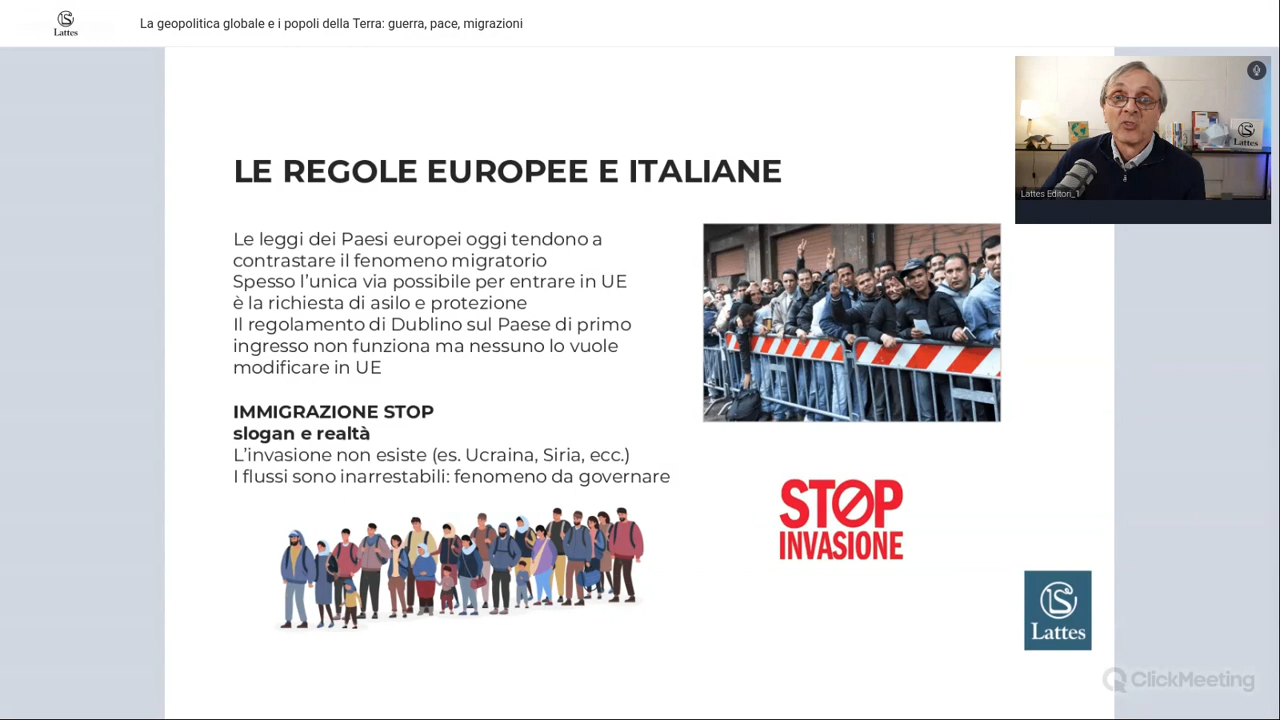 LS
Lattes
La geopolitica globale e i popoli della Terra: guerra, pace, migrazioni
LE REGOLE EUROPEE E ITALIANE
Le leggi dei Paesi europei oggi tendono a
contrastare il fenomeno migratorio
Spesso l’unica via possibile per entrare in UE
è la richiesta di asilo e protezione
Il regolamento di Dublino sul Paese di primo
ingresso non funziona ma nessuno lo vuole
modificare in UE
IMMIGRAZIONE STOP
slogan e realtà
L’invasione non esiste (es. Ucraina, Siria, ecc.)
I flussi sono inarrestabili: fenomeno da governare
Lattes
Lattes Editori_1
STOP
INVASIONE
LS
Lattes
ClickMeeting